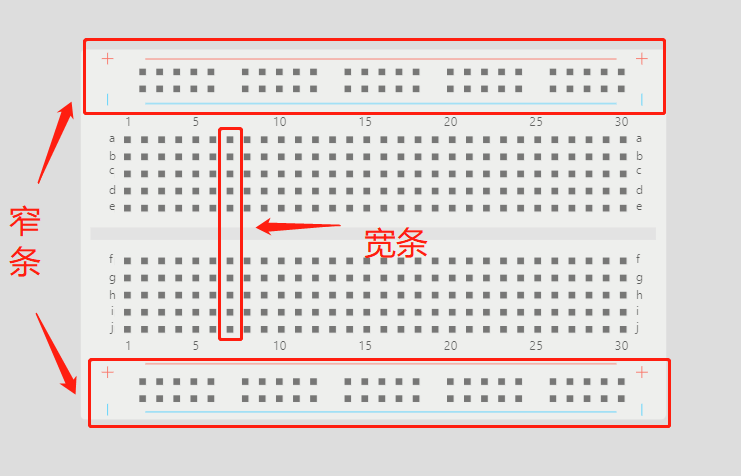 + +
| |
1 5 10 15 20 25 30
a a
b b
c c
d d
e e
窄条
宽条
f f
g g
h h
i i
j j
1 5 10 15 20 25 30
+ +
| |